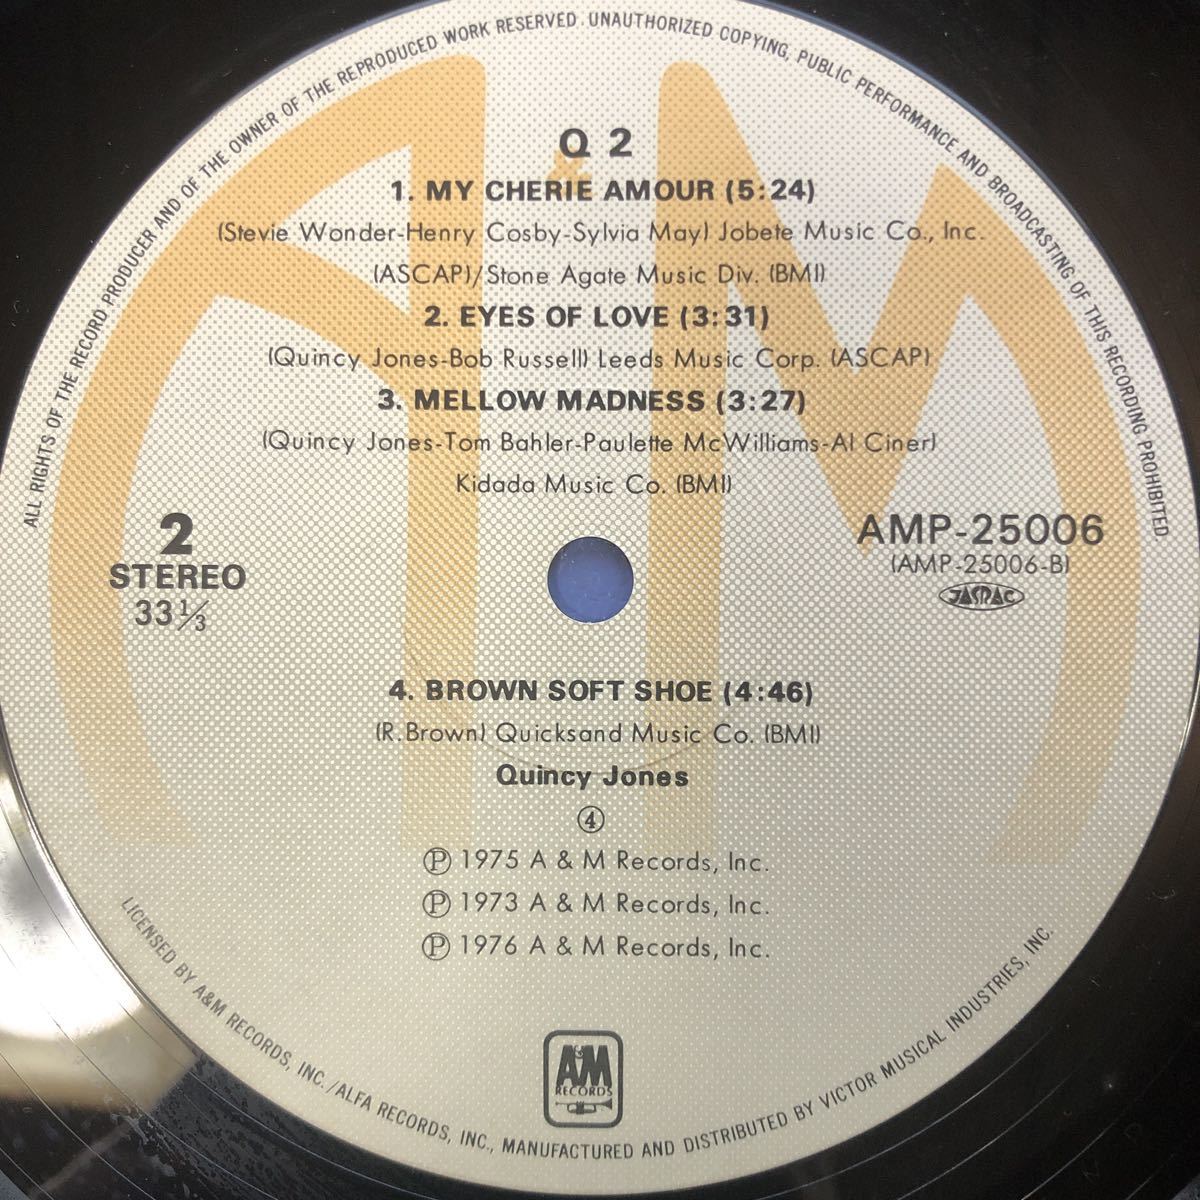 ALL RIGHTS OF THE RECORD PRODUCER AND OF THE OWNER OF THE REPRODUCED WORK RESERVED. UNAUTHORIZED COPYING, PUBLIC PERFORMANCE AND BROADCASTING OF THIS RECORDING PROHIBITED.
Q 2
1. MY CHERIE AMOUR (5:24)
(Stevie Wonder-Henry Cosby-Sylvia May) Jobete Music Co., Inc.
(ASCAP)/Stone Agate Music Div. (BMI)
2. EYES OF LOVE (3:31)
(Quincy Jones-Bob Russell) Leeds Music Corp. (ASCAP)
3. MELLOW MADNESS (3:27)
(Quincy Jones-Tom Bahler-Paulette McWilliams-Al Ciner)
Kidada Music Co. (BMI)
2
STEREO
33 1/3
AMP-25006
(AMP-25006-B)
JASRAC
4. BROWN SOFT SHOE (4:46)
(R.Brown) Quicksand Music Co. (BMI)
Quincy Jones
④
Ⓟ 1975 A & M Records, Inc.
Ⓟ 1973 A & M Records, Inc.
Ⓟ 1976 A & M Records, Inc.
A&M
RECORDS
LICENSED BY A&M RECORDS, INC./ALFA RECORDS, INC., MANUFACTURED AND DISTRIBUTED BY VICTOR MUSICAL INDUSTRIES, INC.